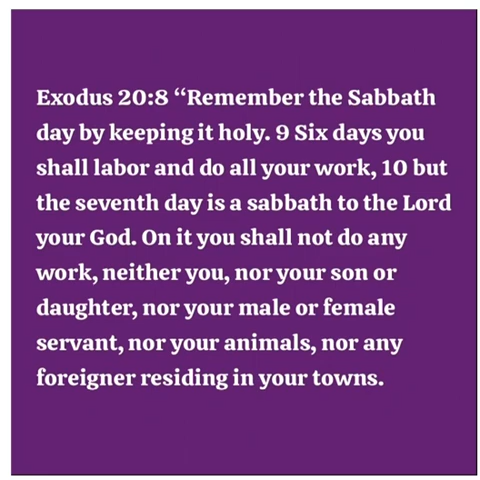 Exodus 20:8 “Remember the Sabbath
day by keeping it holy. 9 Six days you
shall labor and do all your work, 10 but
the seventh day is a sabbath to the Lord
your God. On it you shall not do any
work, neither you, nor your son or
daughter, nor your male or female
servant, nor your animals, nor any
foreigner residing in your towns.